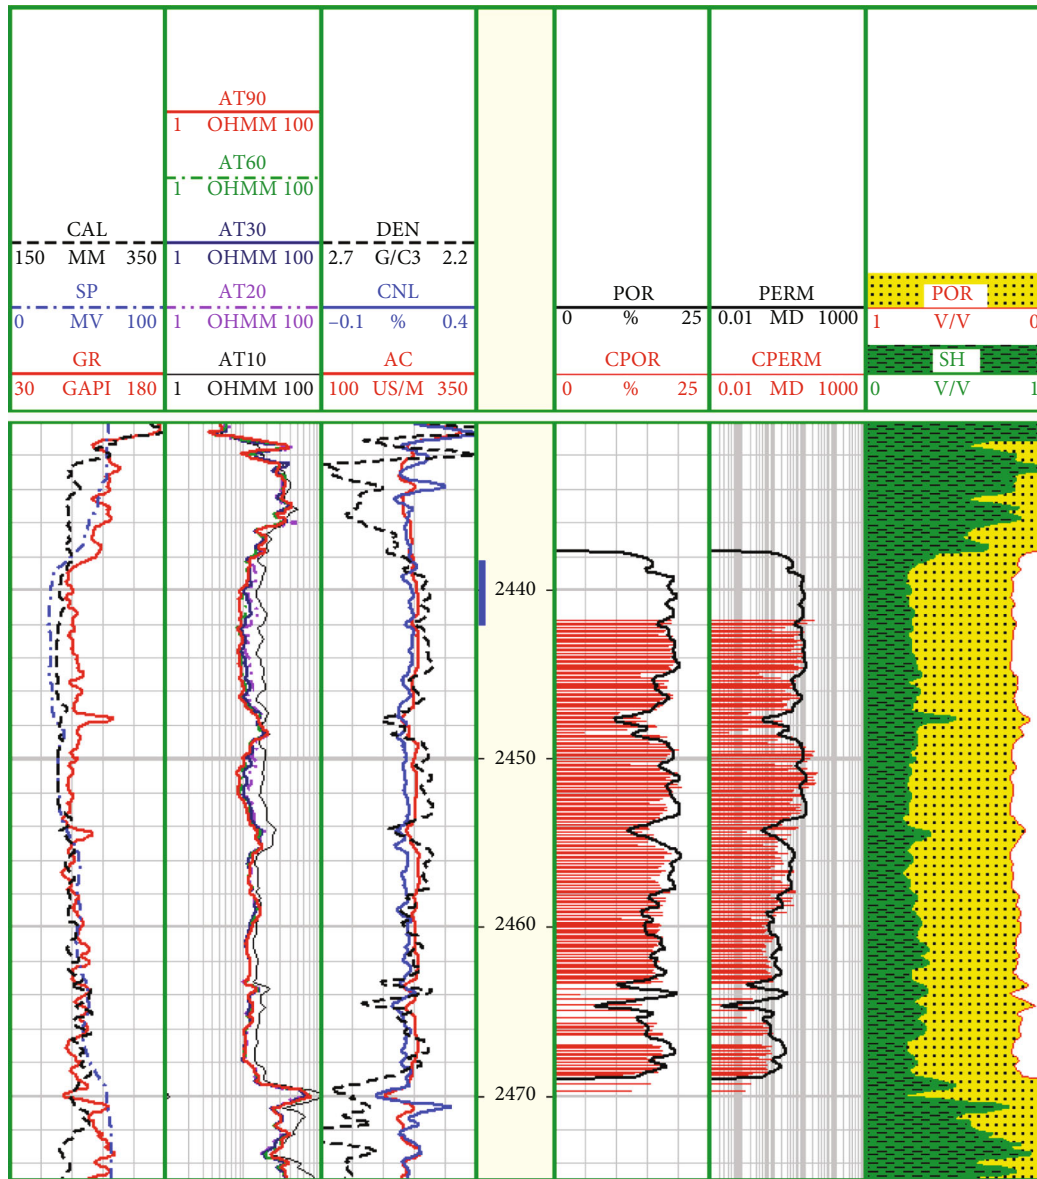 AT90
1 OHMM 100
AT60
1 OHMM 100
CAL
150 MM 350
AT30
1 OHMM 100
DEN
2.7 G/C3 2.2
SP
0 MV 100
AT20
1 OHMM 100
CNL
−0.1 % 0.4
POR
0 % 25
PERM
0.01 MD 1000
POR
1 V/V 0
GR
30 GAPI 180
AT10
1 OHMM 100
AC
100 US/M 350
CPOR
0 % 25
CPERM
0.01 MD 1000
SH
0 V/V 1
2440
2450
2460
2470